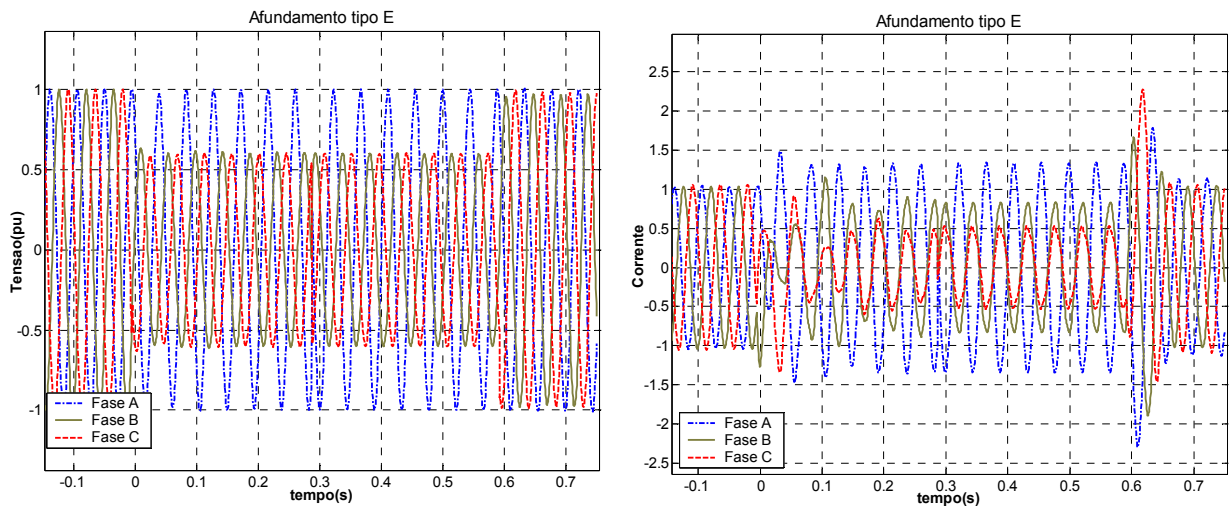 Afundamento tipo E
Tensao(pu)
1
0.5
0
-0.5
-1
Fase A
Fase B
Fase C
-0.1 0 0.1 0.2 0.3 0.4 0.5 0.6 0.7
tempo(s)
Afundamento tipo E
Corrente
2.5
2
1.5
1
0.5
0
-0.5
-1
-1.5
-2
-2.5
Fase A
Fase B
Fase C
-0.1 0 0.1 0.2 0.3 0.4 0.5 0.6 0.7
tempo(s)